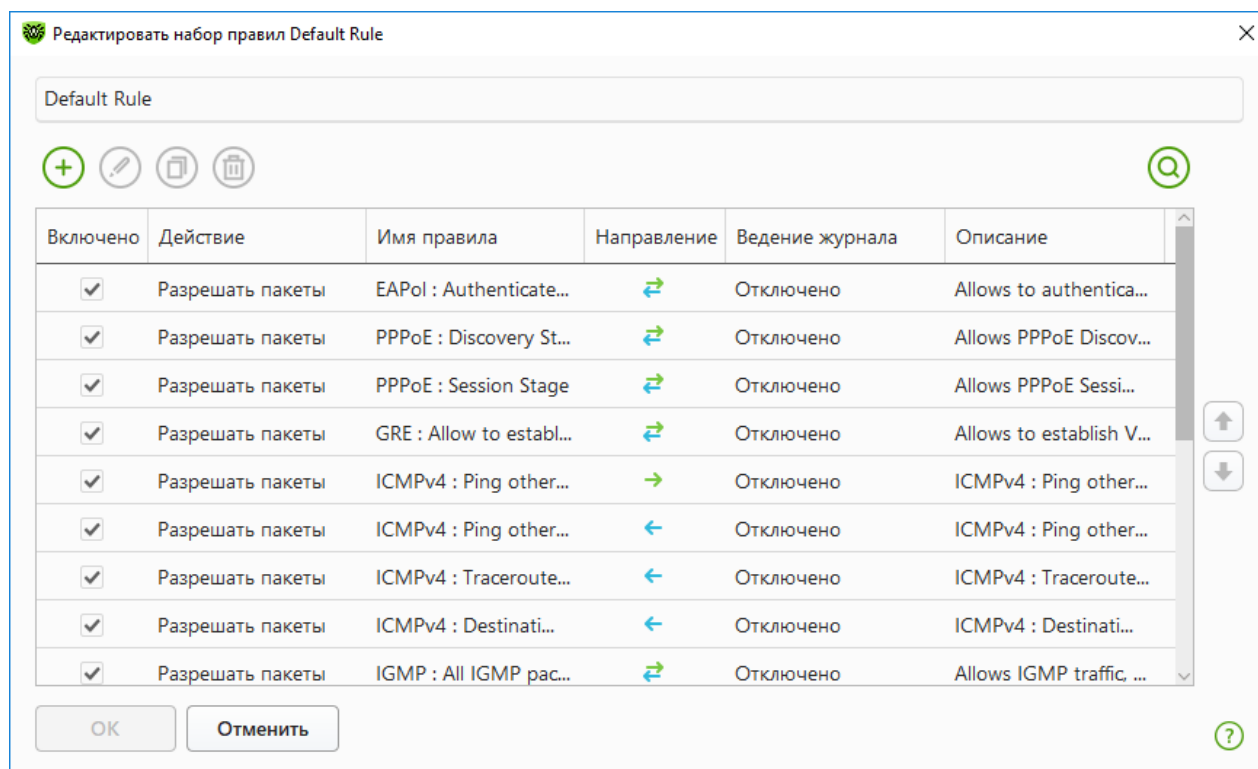 Редактировать набор правил Default Rule
Default Rule
Включено Действие Имя правила Направление Ведение журнала Описание
Разрешать пакеты EAPol : Authenticate... Отключено Allows to authentica...
Разрешать пакеты PPPoE : Discovery St... Отключено Allows PPPoE Discov...
Разрешать пакеты PPPoE : Session Stage Отключено Allows PPPoE Sessi...
Разрешать пакеты GRE : Allow to establ... Отключено Allows to establish V...
Разрешать пакеты ICMPv4 : Ping other... Отключено ICMPv4 : Ping other...
Разрешать пакеты ICMPv4 : Ping other... Отключено ICMPv4 : Ping other...
Разрешать пакеты ICMPv4 : Traceroute... Отключено ICMPv4 : Traceroute...
Разрешать пакеты ICMPv4 : Destinati... Отключено ICMPv4 : Destinati...
Разрешать пакеты IGMP : All IGMP pac... Отключено Allows IGMP traffic, ...
OK Отменить ?